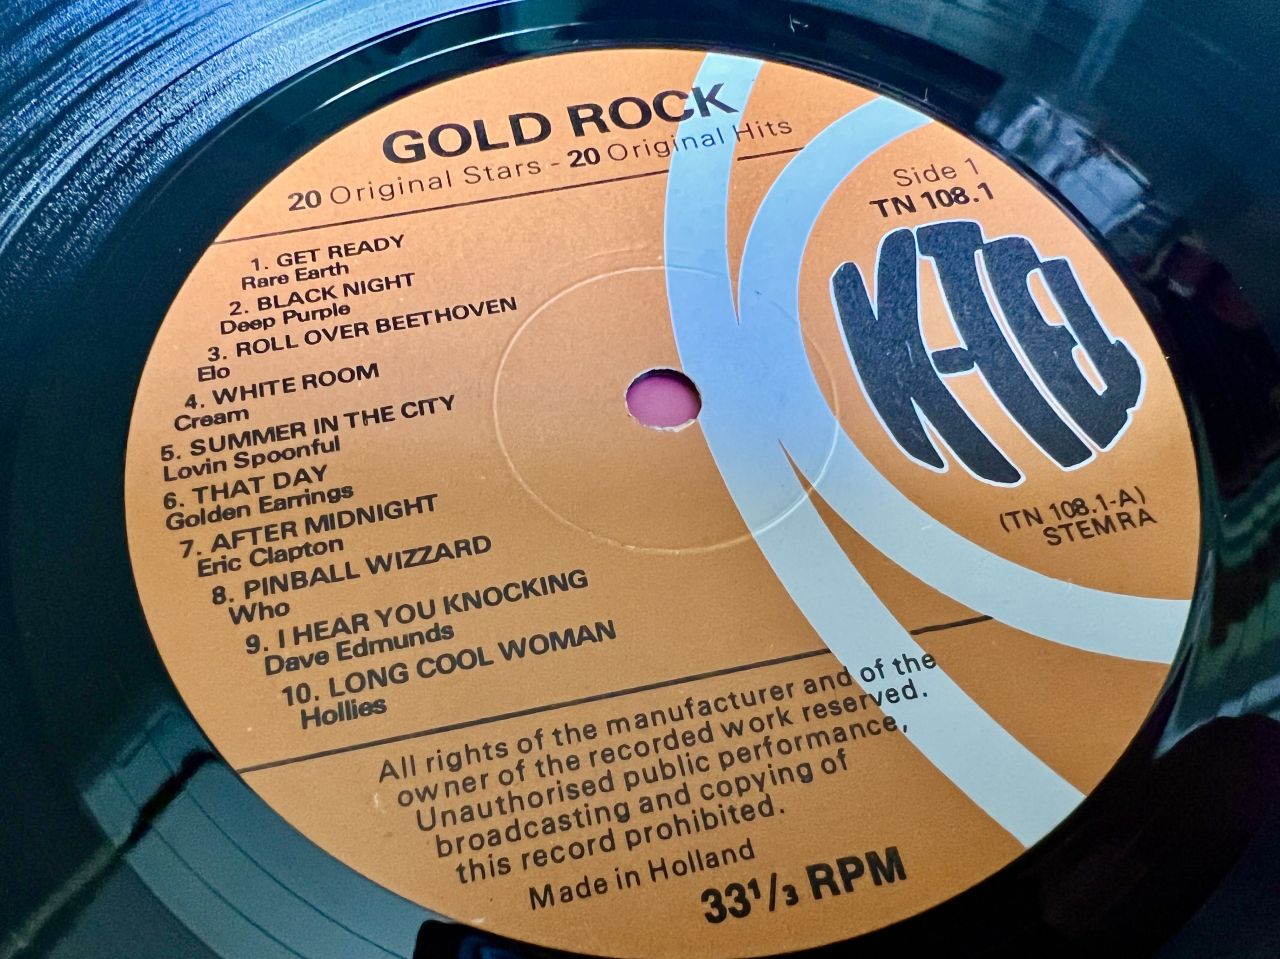 GOLD ROCK
20 Original Stars - 20 Original Hits
Side 1
TN 108.1
K-TEL
(TN 108.1-A)
STEMRA
1. GET READY
Rare Earth
2. BLACK NIGHT
Deep Purple
3. ROLL OVER BEETHOVEN
Elo
4. WHITE ROOM
Cream
5. SUMMER IN THE CITY
Lovin Spoonful
6. THAT DAY
Golden Earrings
7. AFTER MIDNIGHT
Eric Clapton
8. PINBALL WIZZARD
Who
9. I HEAR YOU KNOCKING
Dave Edmunds
10. LONG COOL WOMAN
Hollies
All rights of the manufacturer and of the
owner of the recorded work reserved.
Unauthorised public performance,
broadcasting and copying of
this record prohibited.
Made in Holland
33¹/₃ RPM